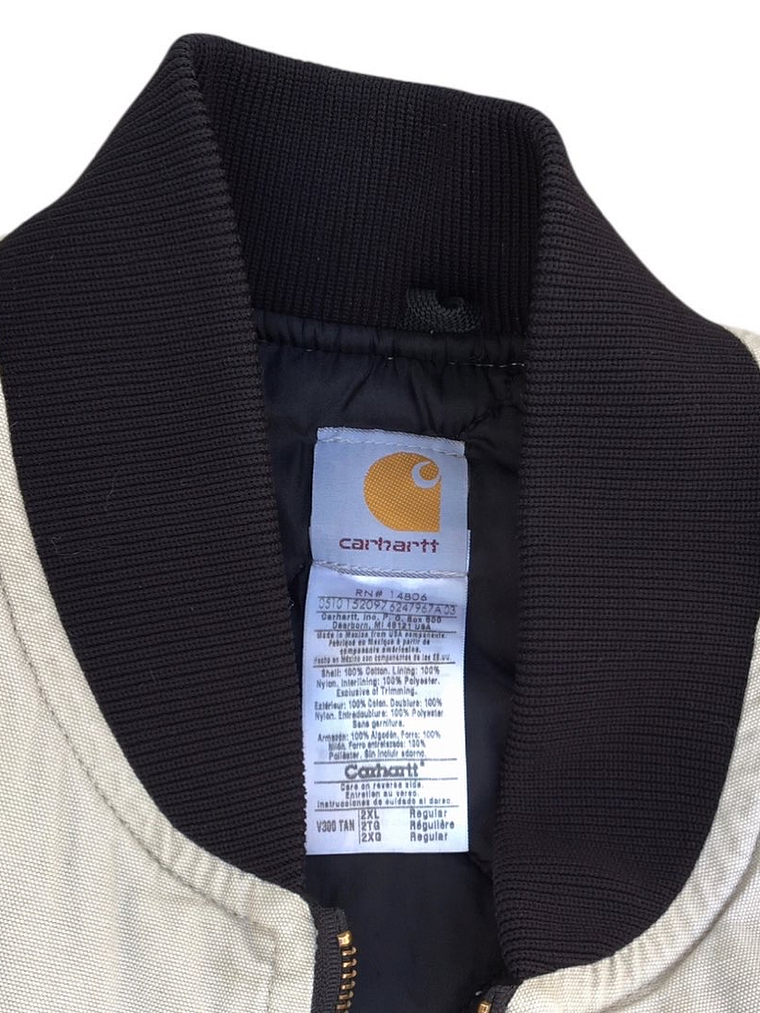 carhartt
RN# 14806
0510 152097 6247967A 03
Carhartt, Inc. P. O. Box 600
Dearborn, MI 48121 USA
Made in Mexico from USA components.
Fabriqué au Mexique à partir de
composants américains.
Hecho en México con componentes de los EE.UU.
Shell: 100% Cotton. Lining: 100%
Nylon. Interlining: 100% Polyester.
Exclusive of Trimming.
Extérieur: 100% Coton. Doublure: 100%
Nylon. Entredoublure: 100% Polyester
Sans garniture.
Armazón: 100% Algodón, Forro: 100%
Nilón. Forro entrelazado: 100%
Poliéster. Sin incluir adorno.
Carhartt
Care on reverse side.
Entretien au verso.
Instrucciones de cuidado al dorso.
2XL Regular
V300 TAN 2TG Régulière
2XG Regular